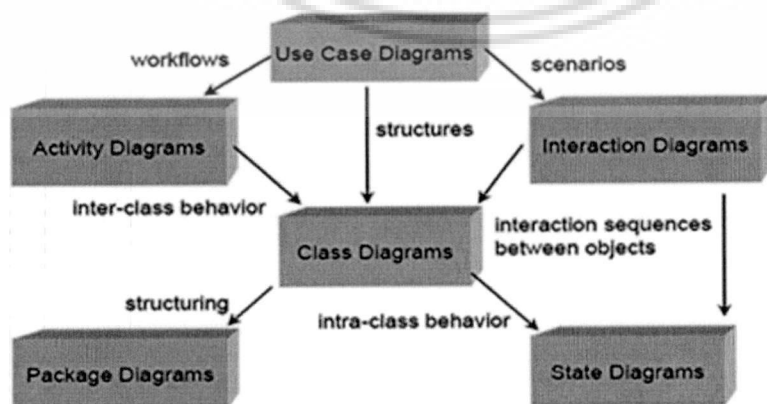 Use Case Diagrams
workflows
scenarios
Activity Diagrams
structures
Interaction Diagrams
inter-class behavior
Class Diagrams
interaction sequences
between objects
structuring
intra-class behavior
Package Diagrams
State Diagrams